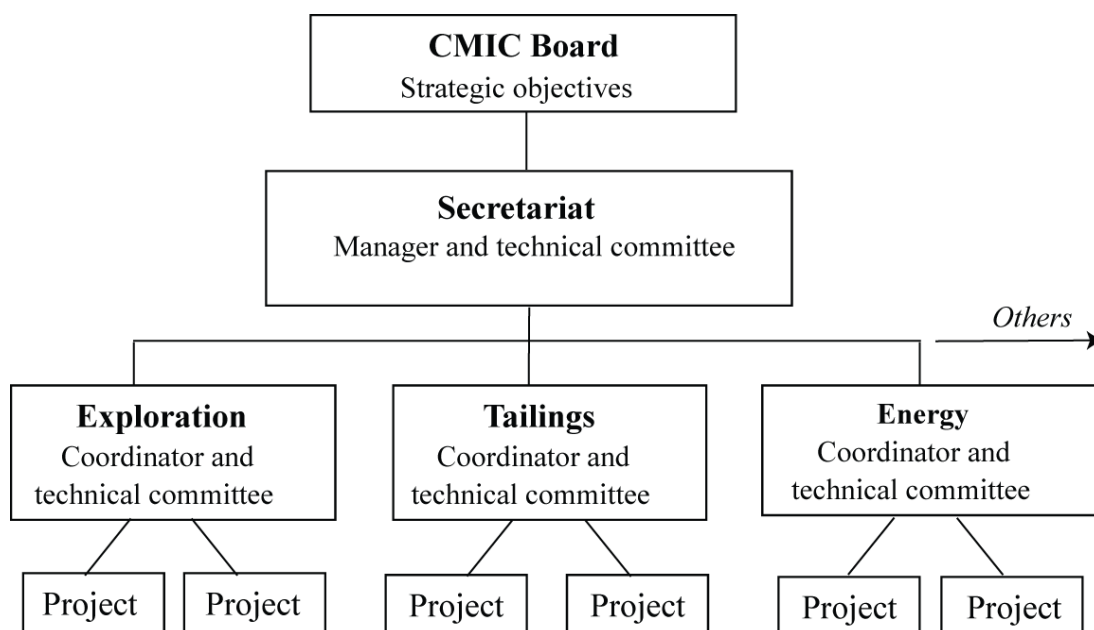 CMIC Board
Strategic objectives
Secretariat
Manager and technical committee
Others
Exploration
Coordinator and
technical committee
Tailings
Coordinator and
technical committee
Energy
Coordinator and
technical committee
Project
Project
Project
Project
Project
Project